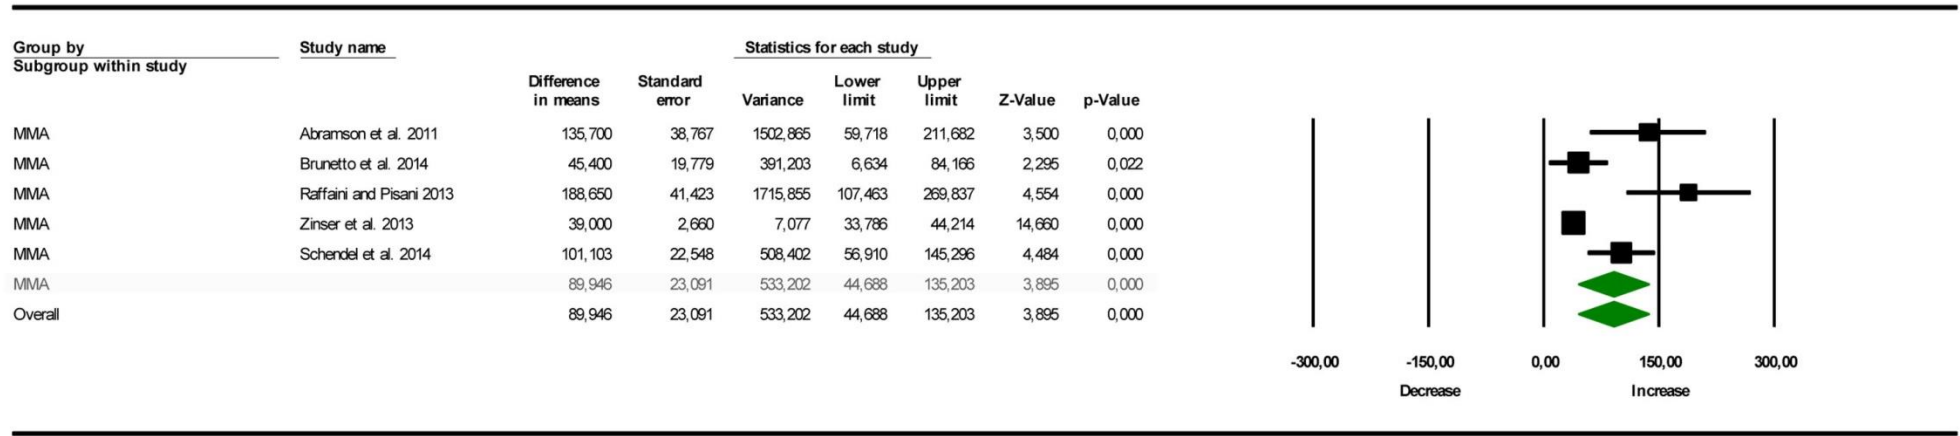 Group by Study name Statistics for each study
Subgroup within study
Difference in means Standard error Variance Lower limit Upper limit Z-Value p-Value
MMA Abramson et al. 2011 135,700 38,767 1502,865 59,718 211,682 3,500 0,000
MMA Brunetto et al. 2014 45,400 19,779 391,203 6,634 84,166 2,295 0,022
MMA Raffaini and Pisani 2013 188,650 41,423 1715,855 107,463 269,837 4,554 0,000
MMA Zinser et al. 2013 39,000 2,660 7,077 33,786 44,214 14,660 0,000
MMA Schendel et al. 2014 101,103 22,548 508,402 56,910 145,296 4,484 0,000
MMA 89,946 23,091 533,202 44,688 135,203 3,895 0,000
Overall 89,946 23,091 533,202 44,688 135,203 3,895 0,000
-300,00 -150,00 0,00 150,00 300,00
Decrease Increase